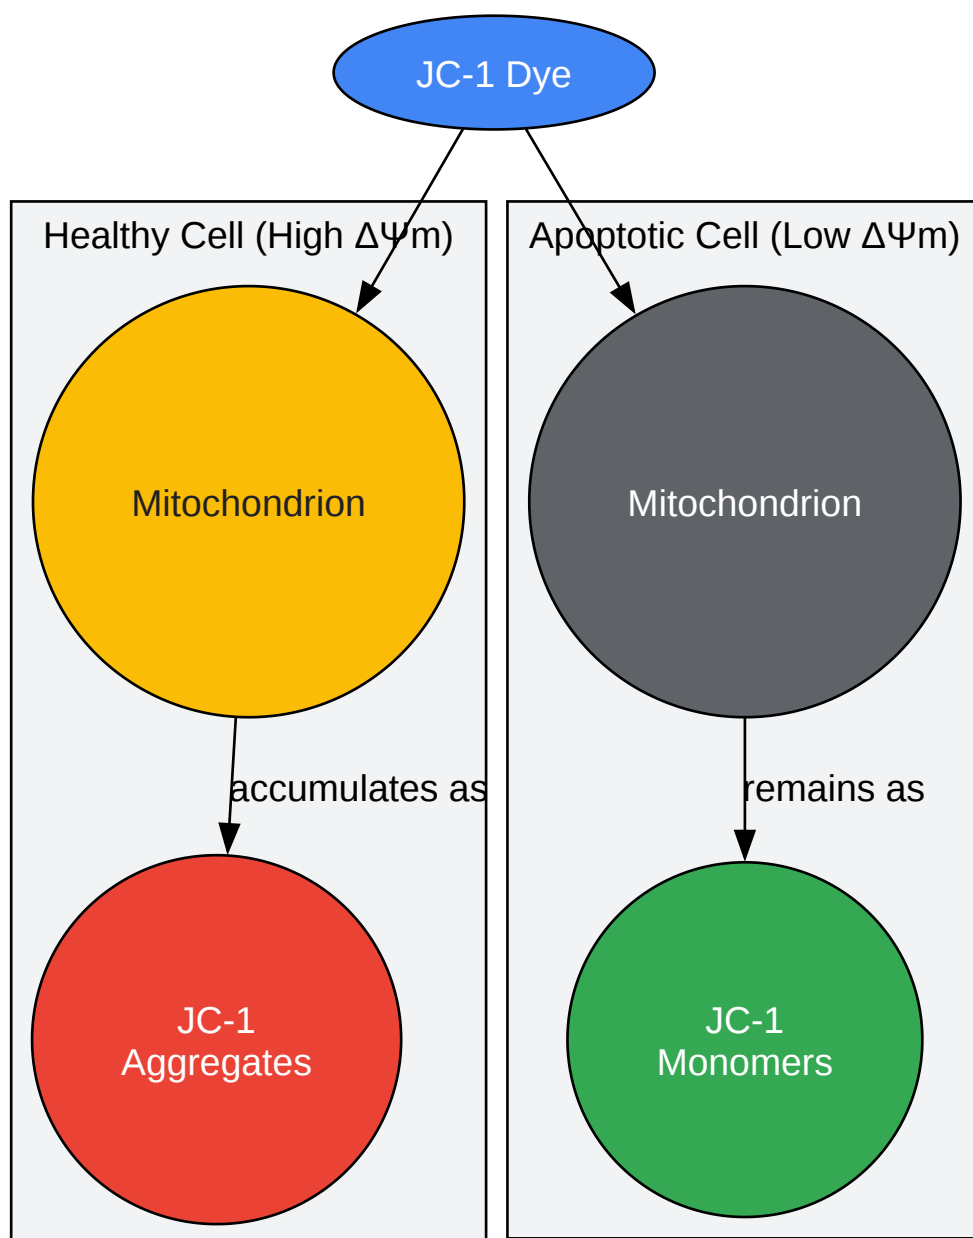 JC-1 Dye
Healthy Cell (High ΔΨm)
Apoptotic Cell (Low ΔΨm)
Mitochondrion
Mitochondrion
accumulates as
remains as
JC-1
Aggregates
JC-1
Monomers